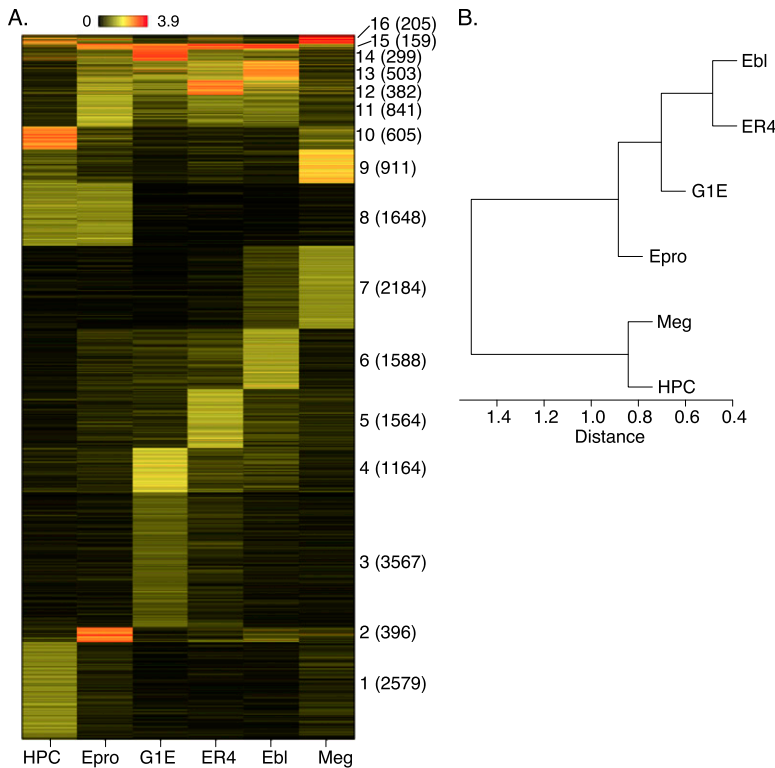 A.
0 3.9
16 (205)
15 (159)
14 (299)
13 (503)
12 (382)
11 (841)
10 (605)
9 (911)
8 (1648)
7 (2184)
6 (1588)
5 (1564)
4 (1164)
3 (3567)
2 (396)
1 (2579)
HPC Epro G1E ER4 Ebl Meg
B.
Ebl
ER4
G1E
Epro
Meg
HPC
1.4 1.2 1.0 0.8 0.6 0.4
Distance